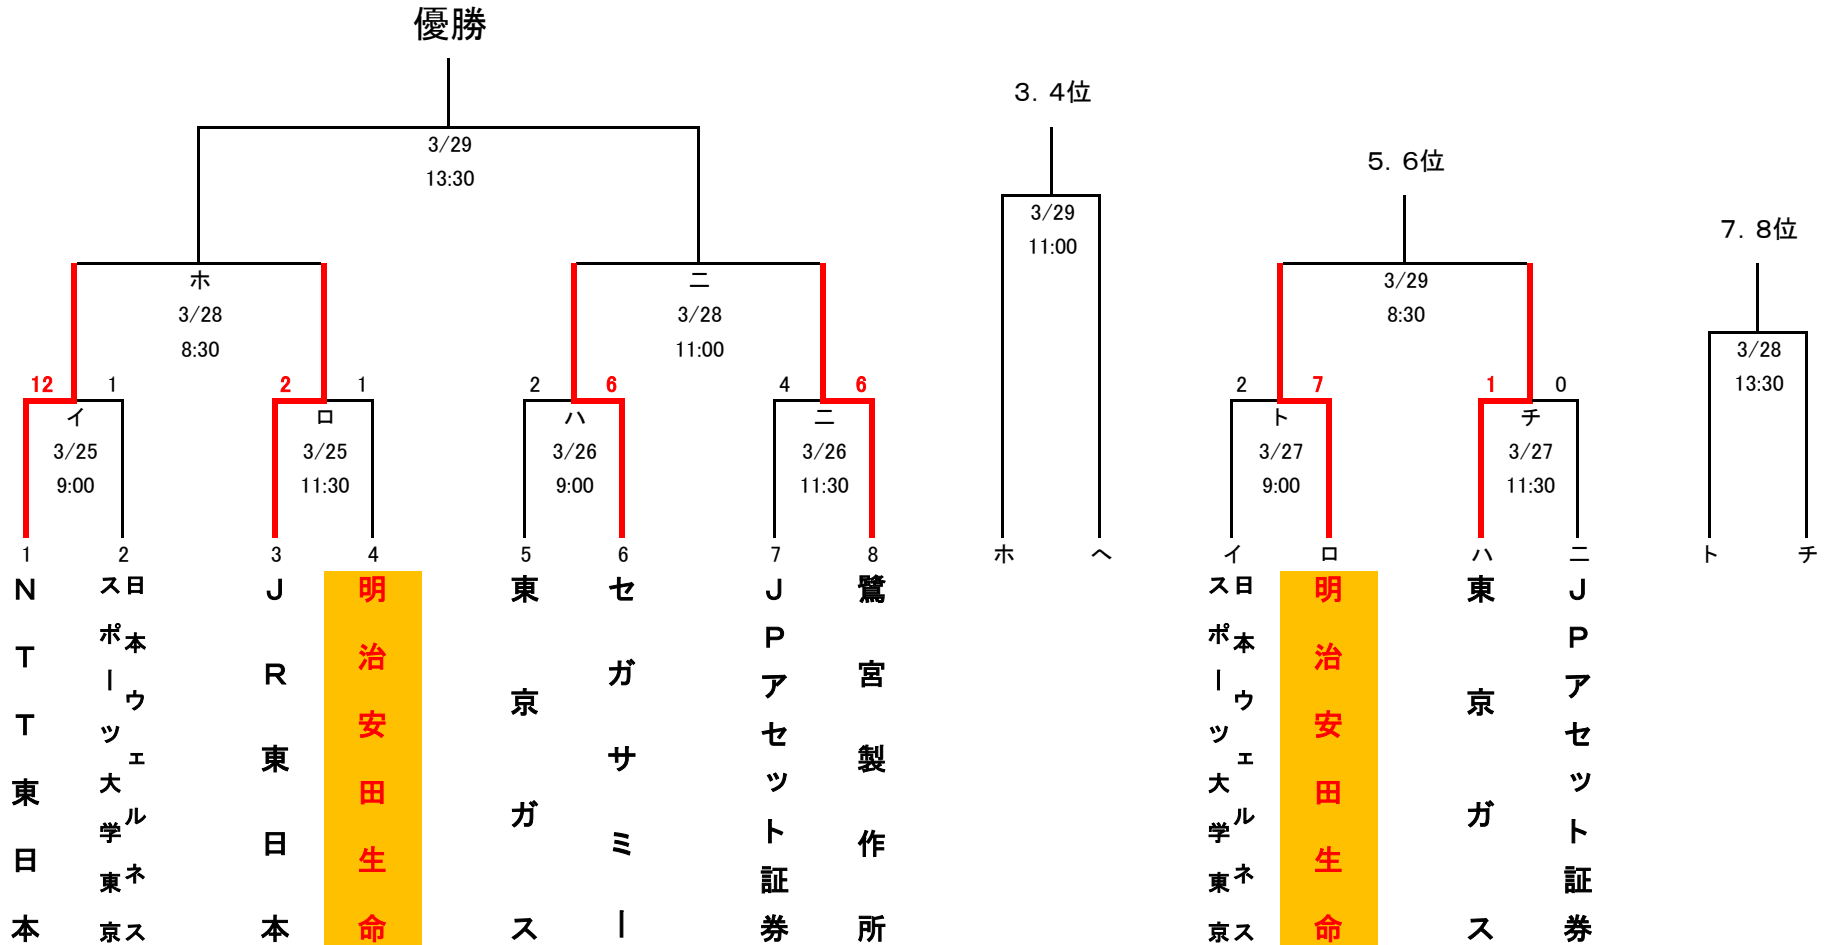 優勝
3/29
13:30
ホ
3/28
8:30
二
3/28
11:00
12
1
イ
3/25
9:00
2
1
ロ
3/25
11:30
2
6
ハ
3/26
9:00
4
6
ニ
3/26
11:30
1
2
3
4
5
6
7
8
NTT東日本
日本ウェルネス
スポーツ大学東京
JR東日本
明治安田生命
東京ガス
セガサミー
JPアセット証券
鷺宮製作所
3. 4位
3/29
11:00
ホ
ヘ
5. 6位
3/29
8:30
2
7
ト
3/27
9:00
1
0
チ
3/27
11:30
イ
ロ
ハ
ニ
日本ウェルネス
スポーツ大学東京
明治安田生命
東京ガス
JPアセット証券
7. 8位
3/28
13:30
ト
チ